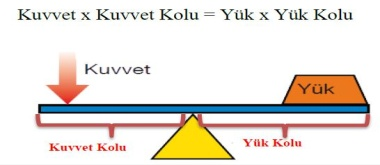 Kuvvet x Kuvvet Kolu = Yük x Yük Kolu
Kuvvet
Yük
Kuvvet Kolu
Yük Kolu